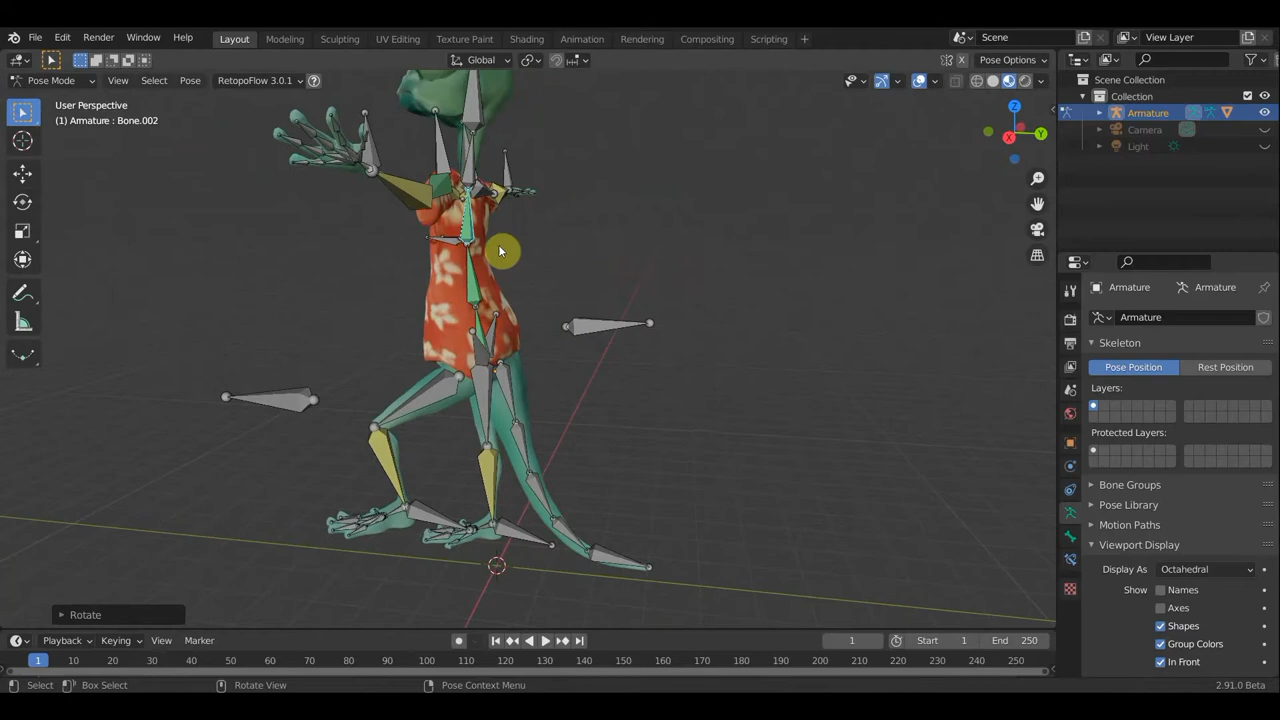 File Edit Render Window Help Layout Modeling Sculpting UV Editing Texture Paint Shading Animation Rendering Compositing Scripting + Scene View Layer
Global Pose Options
Pose Mode View Select Pose RetopoFlow 3.0.1 ?
User Perspective
(1) Armature : Bone.002
Z
X
Y
Scene Collection
Collection
Armature
Camera
Light
Armature Armature
Armature
Skeleton
Pose Position Rest Position
Layers:
Protected Layers:
Bone Groups
Pose Library
Motion Paths
Viewport Display
Display As Octahedral
Show Names
Axes
Shapes
Group Colors
In Front
Rotate
Playback Keying View Marker 1 Start 1 End 250
1 10 20 30 40 50 60 70 80 90 100 110 120 130 140 150 160 170 180 190 200 210 220 230 240 250
Select Box Select Rotate View Pose Context Menu 2.91.0 Beta